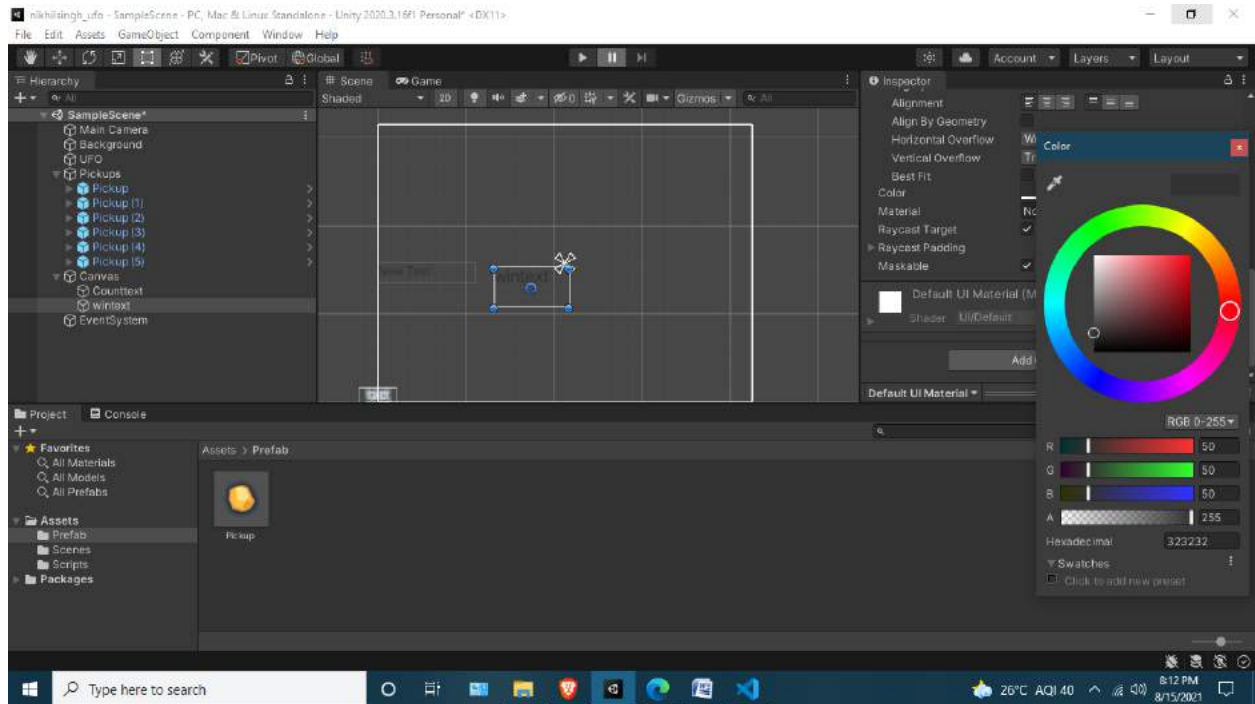 nikhilsingh_ufo - SampleScene - PC, Mac & Linux Standalone - Unity 2020.3.16f1 Personal* <DX11>
File Edit Assets GameObject Component Window Help
Pivot Global Account Layers Layout
Hierarchy
Scene Game
Inspector
All
Shaded 2D 0 Gizmos All
SampleScene*
Main Camera
Background
UFO
Pickups
Pickup
Pickup (1)
Pickup (2)
Pickup (3)
Pickup (4)
Pickup (5)
Canvas
Counttext
wintext
EventSystem
New Text
wintext
Alignment
Align By Geometry
Horizontal Overflow
Vertical Overflow
Best Fit
Color
Material
Raycast Target
Raycast Padding
Maskable
Default UI Material (M
Shader UI/Default
Add
Default UI Material
Color
RGB 0-255
R 50
G 50
B 50
A 255
Hexadecimal 323232
Swatches
Click to add new preset
Project Console
Favorites
All Materials
All Models
All Prefabs
Assets
Prefab
Scenes
Scripts
Packages
Assets > Prefab
Pickup
Type here to search
26°C AQI 40
8:12 PM
8/15/2021